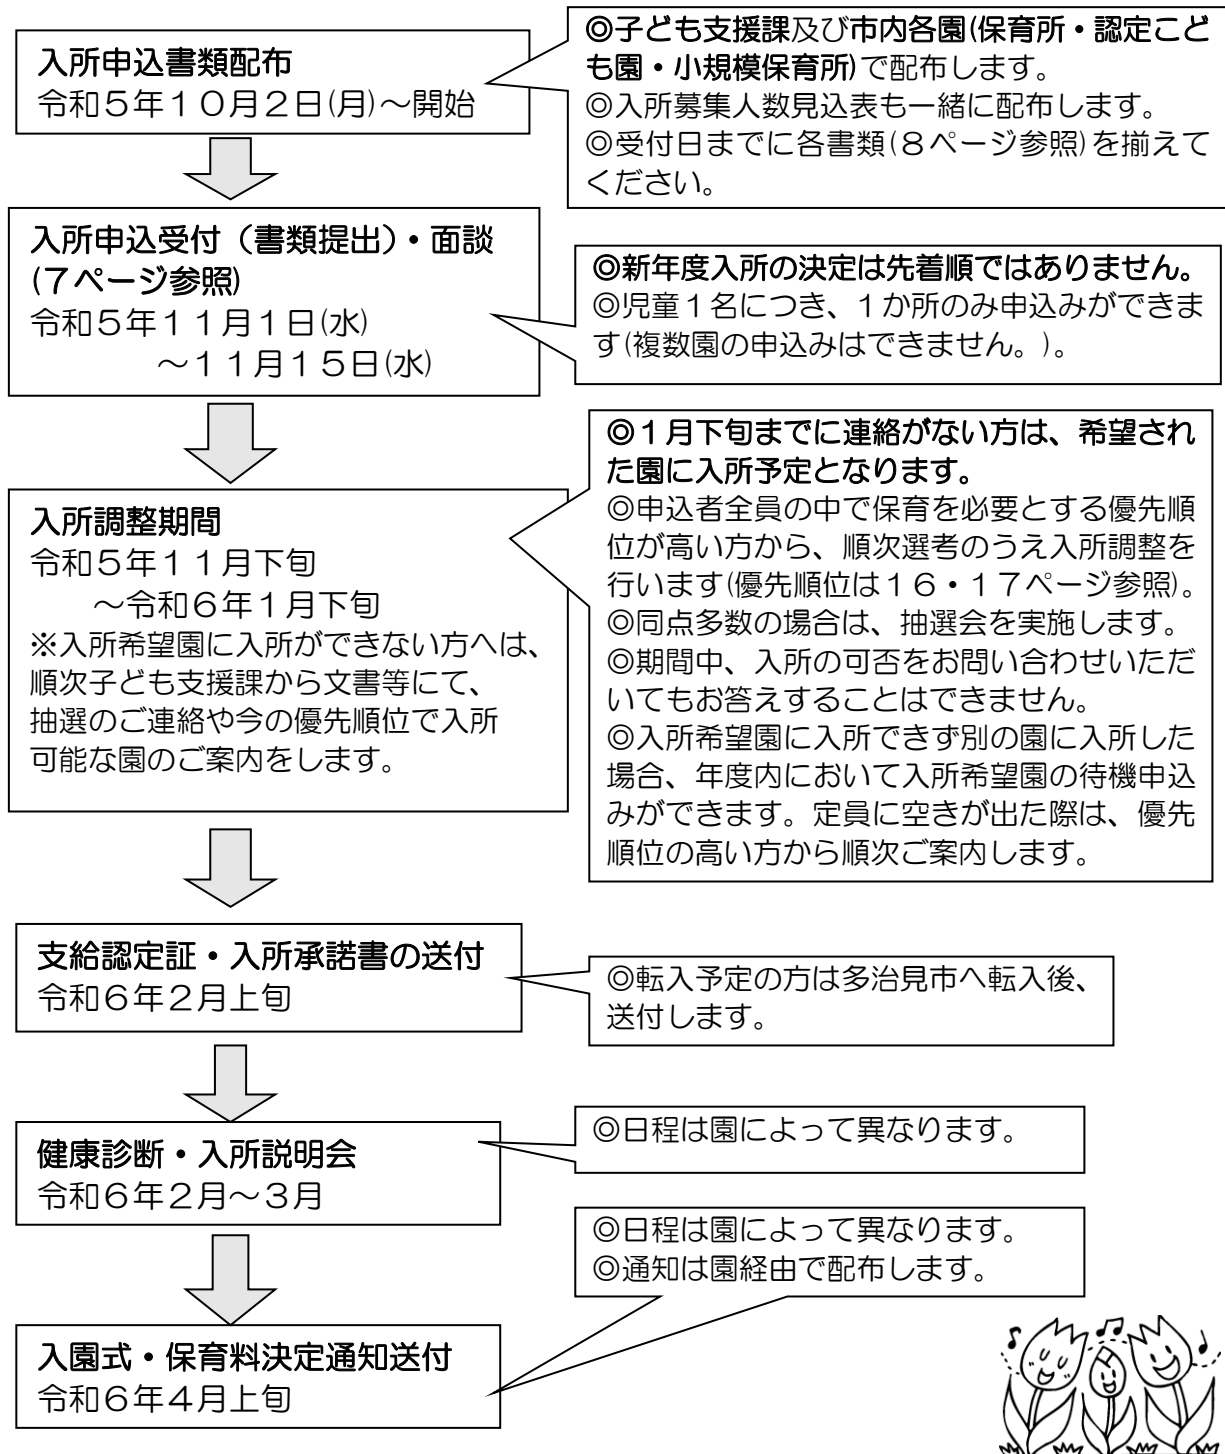 入所申込書類配布
令和５年１０月２日(月)～開始
◎子ども支援課及び市内各園(保育所・認定こど
も園・小規模保育所)で配布します。
◎入所募集人数見込表も一緒に配布します。
◎受付日までに各書類(８ページ参照)を揃えて
ください。
入所申込受付（書類提出）・面談
(７ページ参照)
令和５年１１月１日(水)
～１１月１５日(水)
◎新年度入所の決定は先着順ではありません。
◎児童１名につき、１か所のみ申込みができま
す(複数園の申込みはできません。)。
入所調整期間
令和５年１１月下旬
～令和６年１月下旬
※入所希望園に入所ができない方へは、
順次子ども支援課から文書等にて、
抽選のご連絡や今の優先順位で入所
可能な園のご案内をします。
◎１月下旬までに連絡がない方は、希望され
た園に入所予定となります。
◎申込者全員の中で保育を必要とする優先順
位が高い方から、順次選考のうえ入所調整を
行います(優先順位は１６・１７ページ参照)。
◎同点多数の場合は、抽選会を実施します。
◎期間中、入所の可否をお問い合わせいただ
いてもお答えすることはできません。
◎入所希望園に入所できず別の園に入所した
場合、年度内において入所希望園の待機申込
みができます。定員に空きが出た際は、優先
順位の高い方から順次ご案内します。
支給認定証・入所承諾書の送付
令和６年２月上旬
◎転入予定の方は多治見市へ転入後、
送付します。
健康診断・入所説明会
令和６年２月～３月
◎日程は園によって異なります。
入園式・保育料決定通知送付
令和６年４月上旬
◎日程は園によって異なります。
◎通知は園経由で配布します。